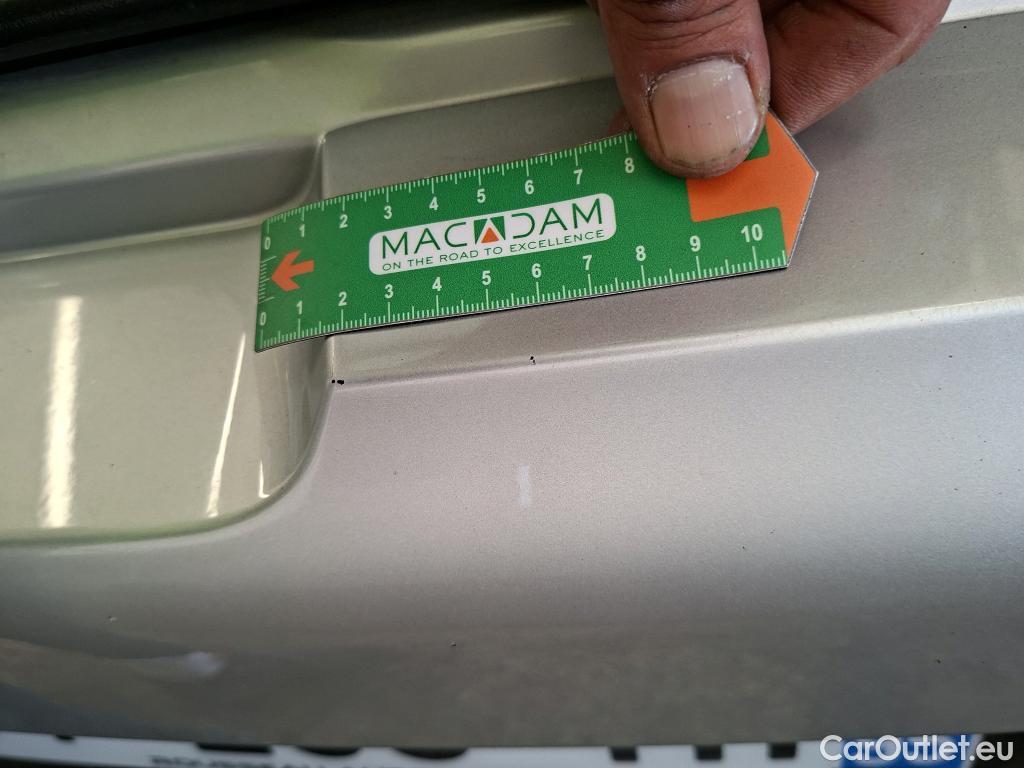 0 1 2 3 4 5 6 7 8
MACADAM
ON THE ROAD TO EXCELLENCE
0 1 2 3 4 5 6 7 8 9 10
CarOutlet.eu